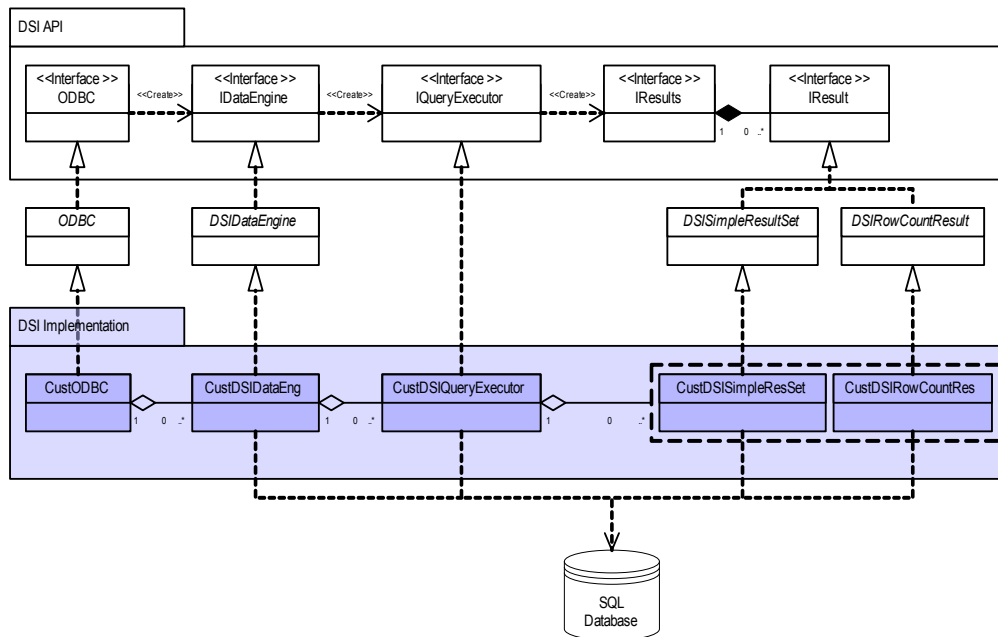 DSI API
<<Interface >>
ODBC
<<Create>>
<<Interface >>
IDataEngine
<<Create>>
<<Interface >>
IQueryExecutor
<<Create>>
<<Interface >>
IResults
1
0
..*
<<Interface >>
IResult
ODBC
DSIDataEngine
DSISimpleResultSet
DSIRowCountResult
DSI Implementation
CustODBC
1
0
..*
CustDSIDataEng
1
0
..*
CustDSIQueryExecutor
1
0
..*
CustDSISimpleResSet
CustDSIRowCountRes
SQL
Database